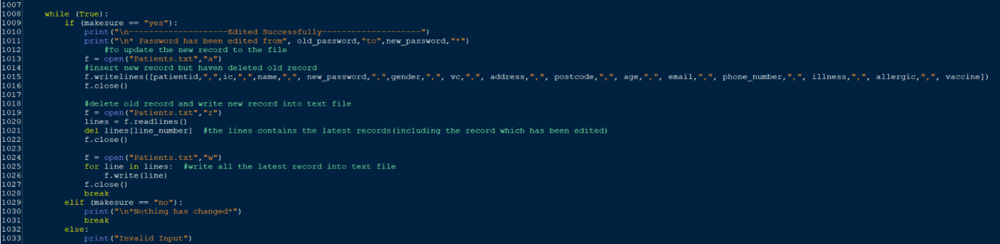 1007
1008 while (True):
1009 if (makesure == "yes"):
1010 print("\n--------------------Edited Successfully--------------------")
1011 print("\n* Password has been edited from", old_password,"to",new_password,"*")
1012 #To update the new record to the file
1013 f = open("Patients.txt","a")
1014 #insert new record but haven deleted old record
1015 f.writelines([patientid,",",ic,",",name,",", new_password,",",gender,",", vc,",", address,",", postcode,",", age,",", email,",", phone_number,",", illness,",", allergic,",", vaccine])
1016 f.close()
1017
1018 #delete old record and write new record into text file
1019 f = open("Patients.txt","r")
1020 lines = f.readlines()
1021 del lines[line_number] #the lines contains the latest records(including the record which has been edited)
1022 f.close()
1023
1024 f = open("Patients.txt","w")
1025 for line in lines: #write all the latest record into text file
1026 f.write(line)
1027 f.close()
1028 break
1029 elif (makesure == "no"):
1030 print("\n*Nothing has changed*")
1031 break
1032 else:
1033 print("Invalid Input")